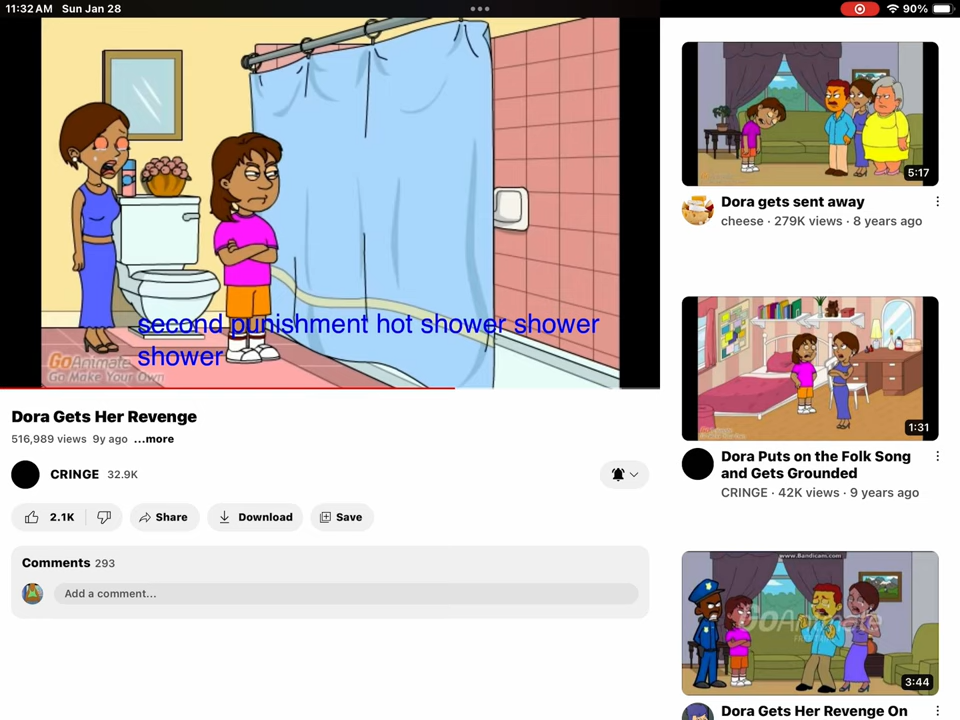 11:32 AM Sun Jan 28
90%
second punishment hot shower shower
shower
GoAnimate
Go Make Your Own
Dora Gets Her Revenge
516,989 views 9y ago ...more
CRINGE 32.9K
2.1K
Share
Download
Save
Comments 293
Add a comment...
5:17
Dora gets sent away
cheese · 279K views · 8 years ago
1:31
Dora Puts on the Folk Song
and Gets Grounded
CRINGE · 42K views · 9 years ago
www.Bandicam.com
GoAnimate
3:44
Dora Gets Her Revenge On